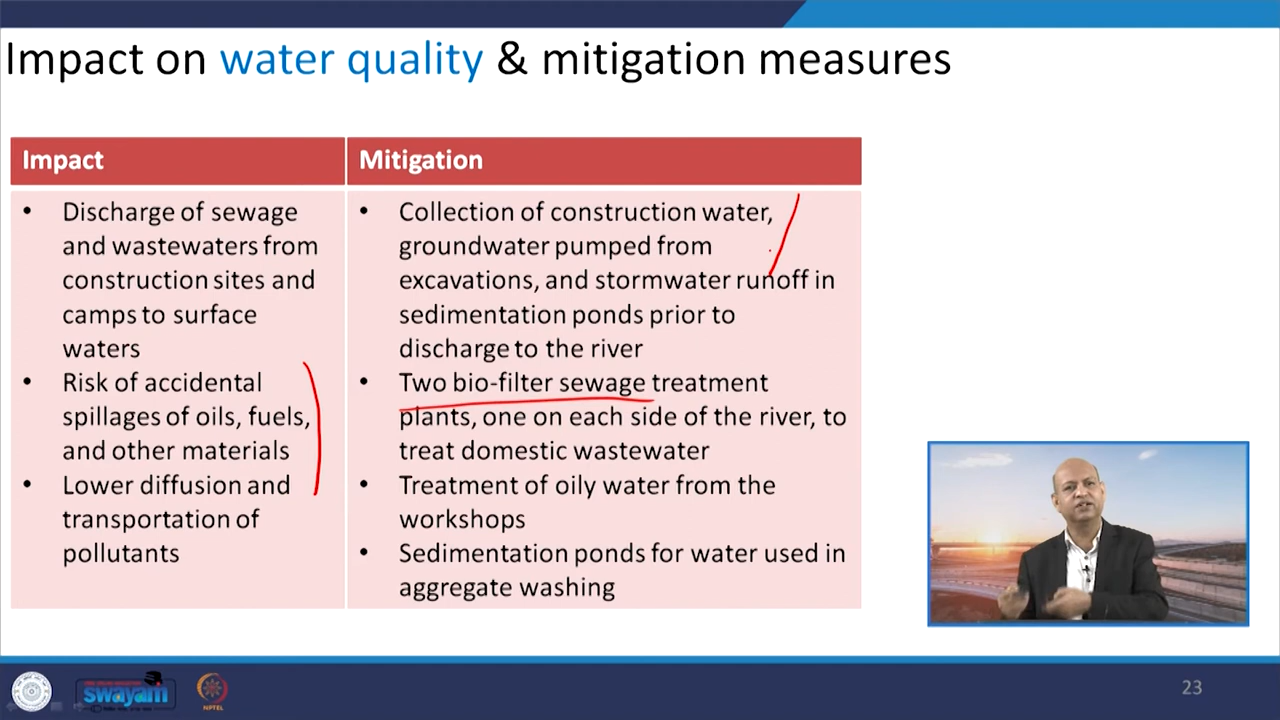 Impact on water quality & mitigation measures
Impact
Mitigation
• Discharge of sewage
and wastewaters from
construction sites and
camps to surface
waters
• Risk of accidental
spillages of oils, fuels,
and other materials
• Lower diffusion and
transportation of
pollutants
• Collection of construction water,
groundwater pumped from
excavations, and stormwater runoff in
sedimentation ponds prior to
discharge to the river
• Two bio-filter sewage treatment
plants, one on each side of the river, to
treat domestic wastewater
• Treatment of oily water from the
workshops
• Sedimentation ponds for water used in
aggregate washing
swayam
NPTEL
23